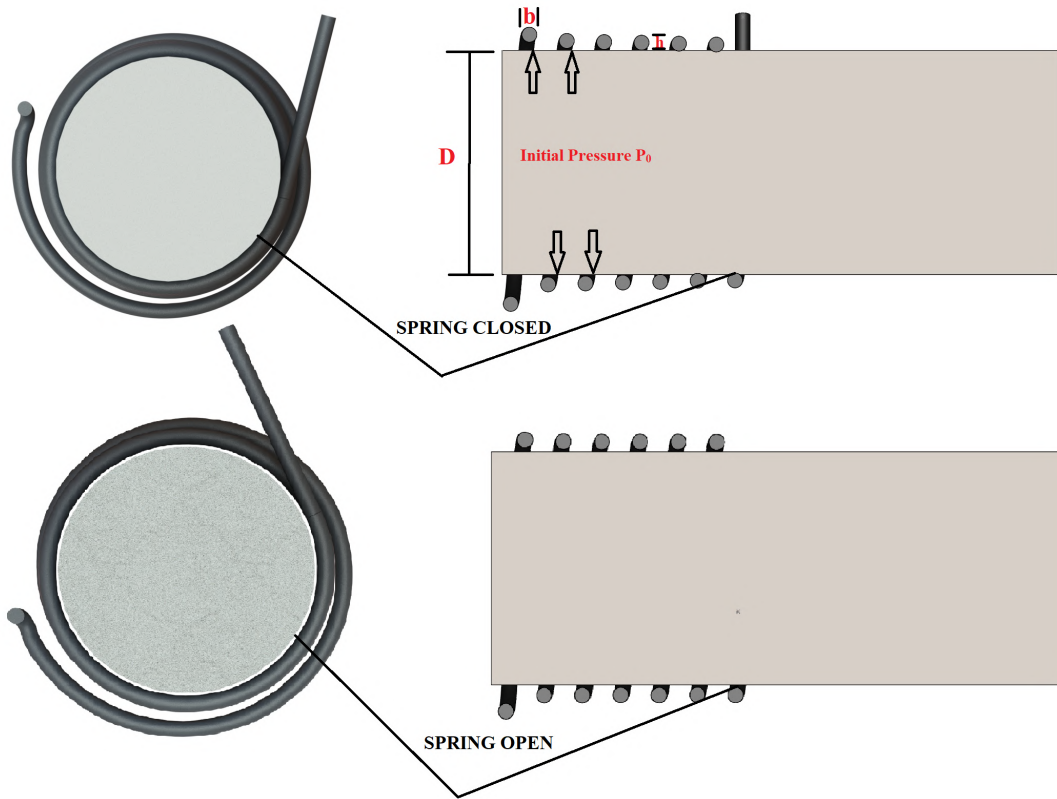 b
h
D
Initial Pressure P₀
SPRING CLOSED
K
SPRING OPEN